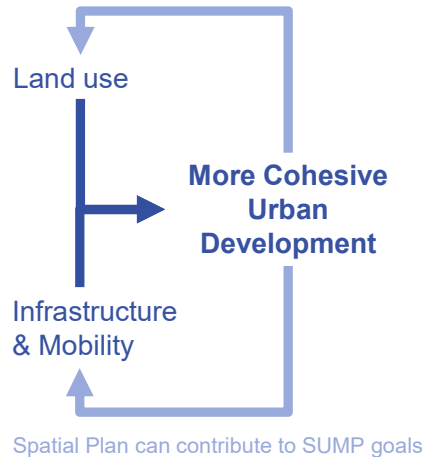 Land use
More Cohesive
Urban
Development
Infrastructure
& Mobility
Spatial Plan can contribute to SUMP goals